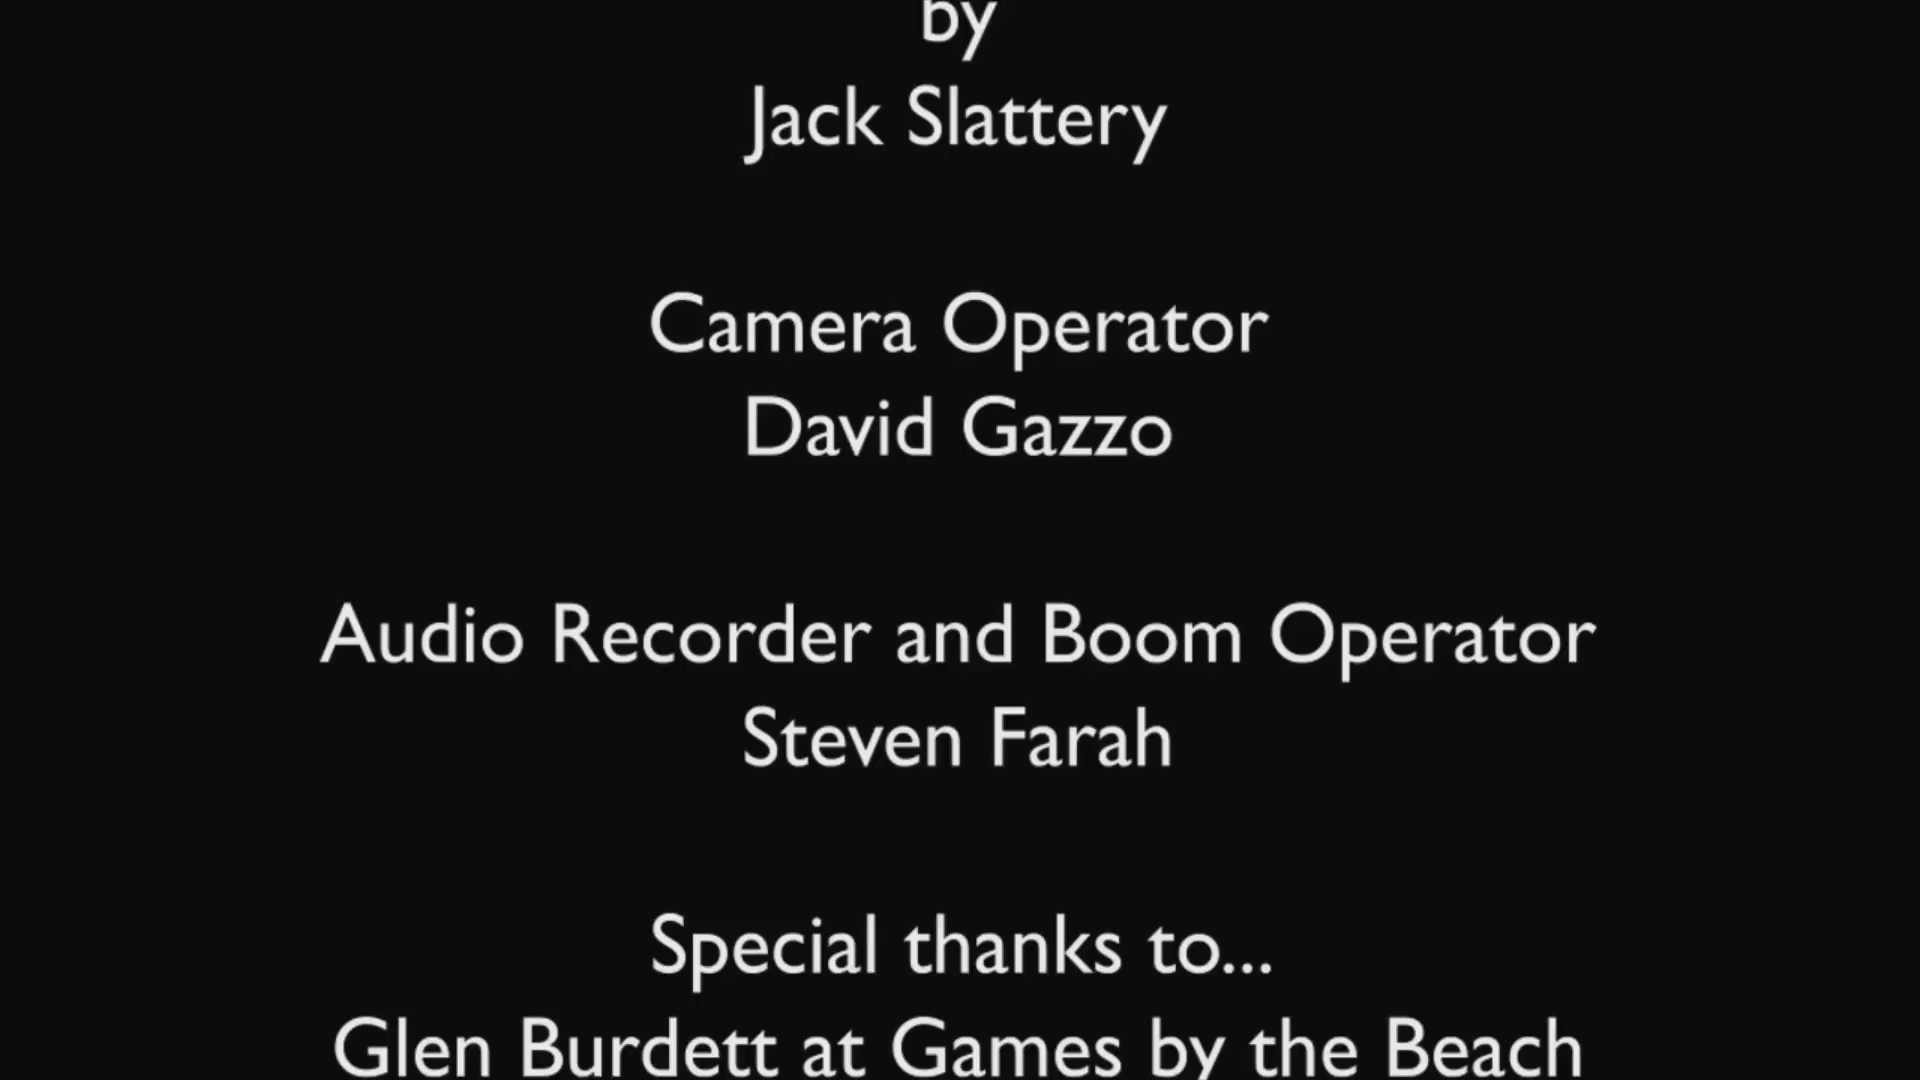 by
Jack Slattery
Camera Operator
David Gazzo
Audio Recorder and Boom Operator
Steven Farah
Special thanks to...
Glen Burdett at Games by the Beach